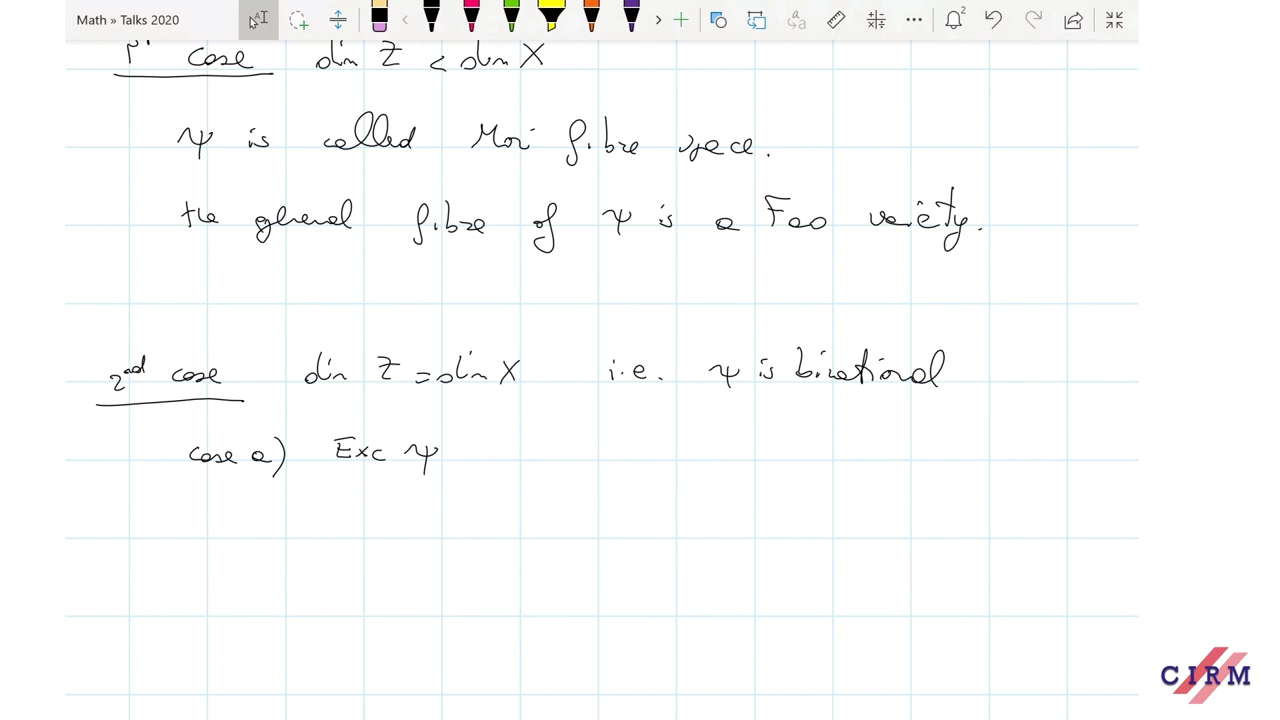 Math » Talks 2020
case dim Z < dim X
ψ is called Mori fibre space.
the general fibre of ψ is a Fano variety.
2nd case dim Z = dim X i.e. ψ is birational
case a) Exc ψ
CIRM